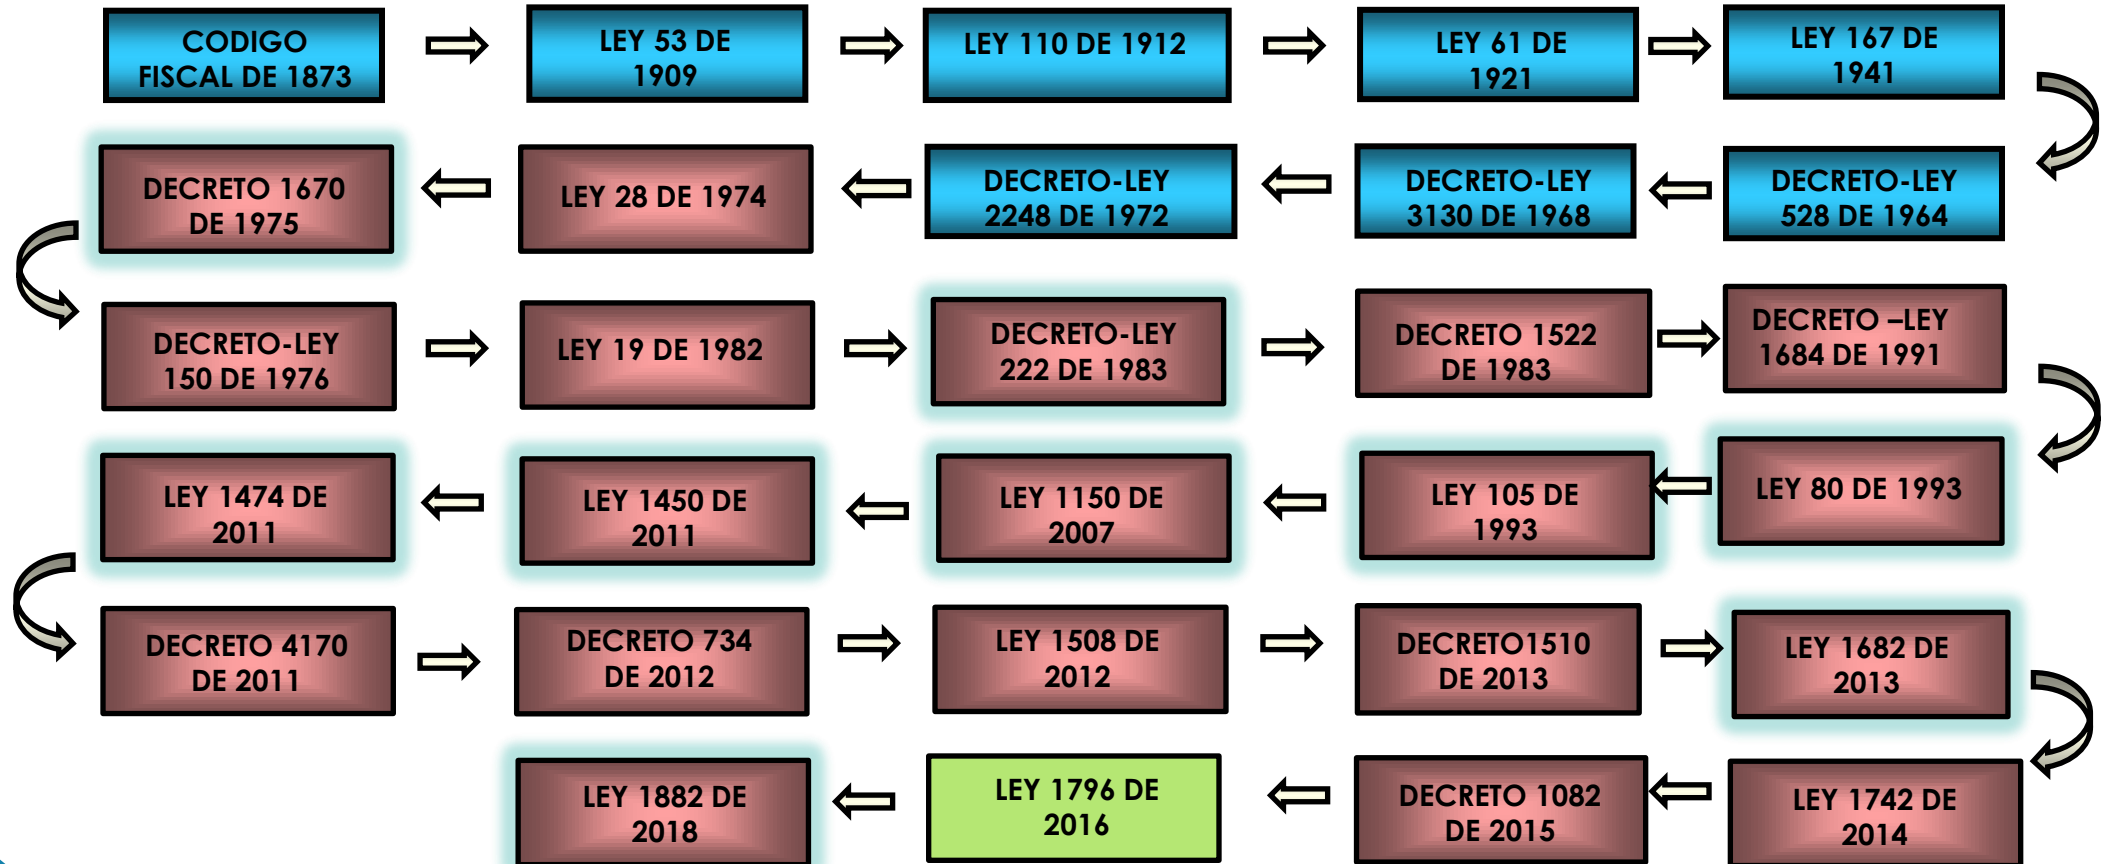 CODIGO
FISCAL DE 1873
LEY 53 DE
1909
LEY 110 DE 1912
LEY 61 DE
1921
LEY 167 DE
1941
DECRETO-LEY
528 DE 1964
DECRETO-LEY
3130 DE 1968
DECRETO-LEY
2248 DE 1972
LEY 28 DE 1974
DECRETO 1670
DE 1975
DECRETO-LEY
150 DE 1976
LEY 19 DE 1982
DECRETO-LEY
222 DE 1983
DECRETO 1522
DE 1983
DECRETO –LEY
1684 DE 1991
LEY 80 DE 1993
LEY 105 DE
1993
LEY 1150 DE
2007
LEY 1450 DE
2011
LEY 1474 DE
2011
DECRETO 4170
DE 2011
DECRETO 734
DE 2012
LEY 1508 DE
2012
DECRETO1510
DE 2013
LEY 1682 DE
2013
LEY 1742 DE
2014
DECRETO 1082
DE 2015
LEY 1796 DE
2016
LEY 1882 DE
2018